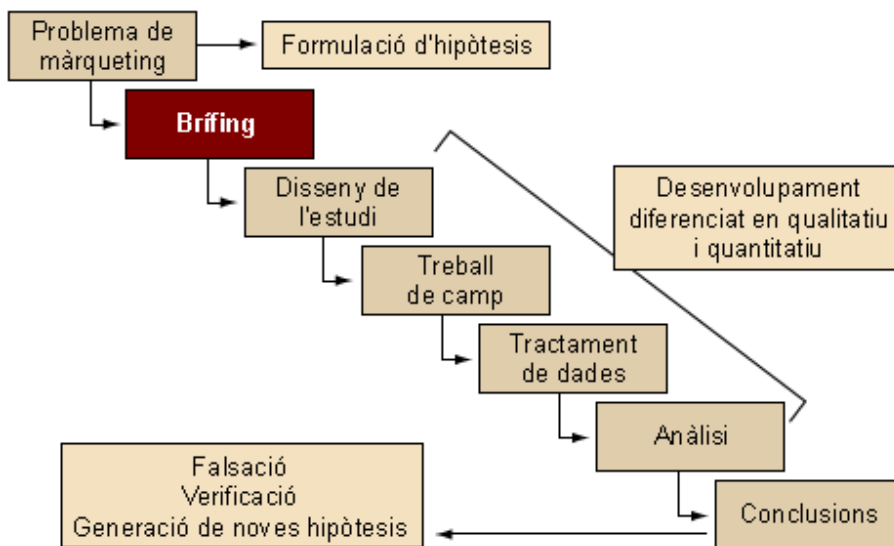 Problema de
màrqueting
Formulació d'hipòtesis
Brífing
Disseny de
l'estudi
Desenvolupament
diferenciat en qualitatiu
i quantitatiu
Treball
de camp
Tractament
de dades
Anàlisi
Falsació
Verificació
Generació de noves hipòtesis
Conclusions